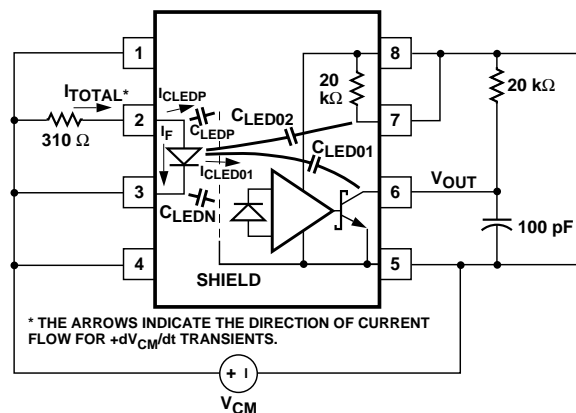 1
8
I_TOTAL*
310 Ω
2
I_CLEDP
C_LEDP
20
kΩ
20 kΩ
7
C_LED02
I_F
C_LED01
I_CLED01
3
6
V_OUT
C_LEDN
100 pF
4
5
SHIELD
* THE ARROWS INDICATE THE DIRECTION OF CURRENT
FLOW FOR +dV_CM/dt TRANSIENTS.
+ I
V_CM